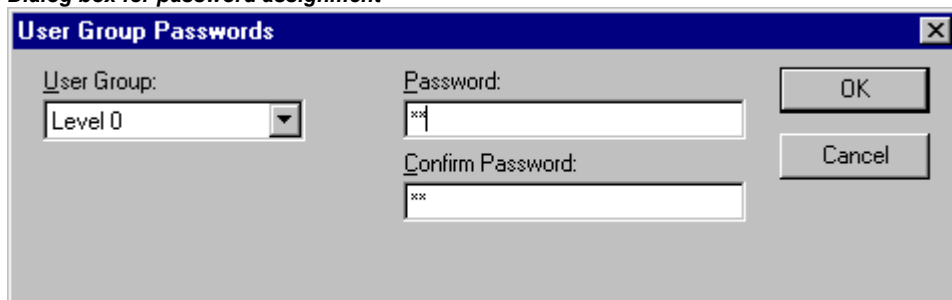 Dialog box for password assignment
User Group Passwords
User Group:
Level 0
Password:
**
Confirm Password:
**
OK
Cancel